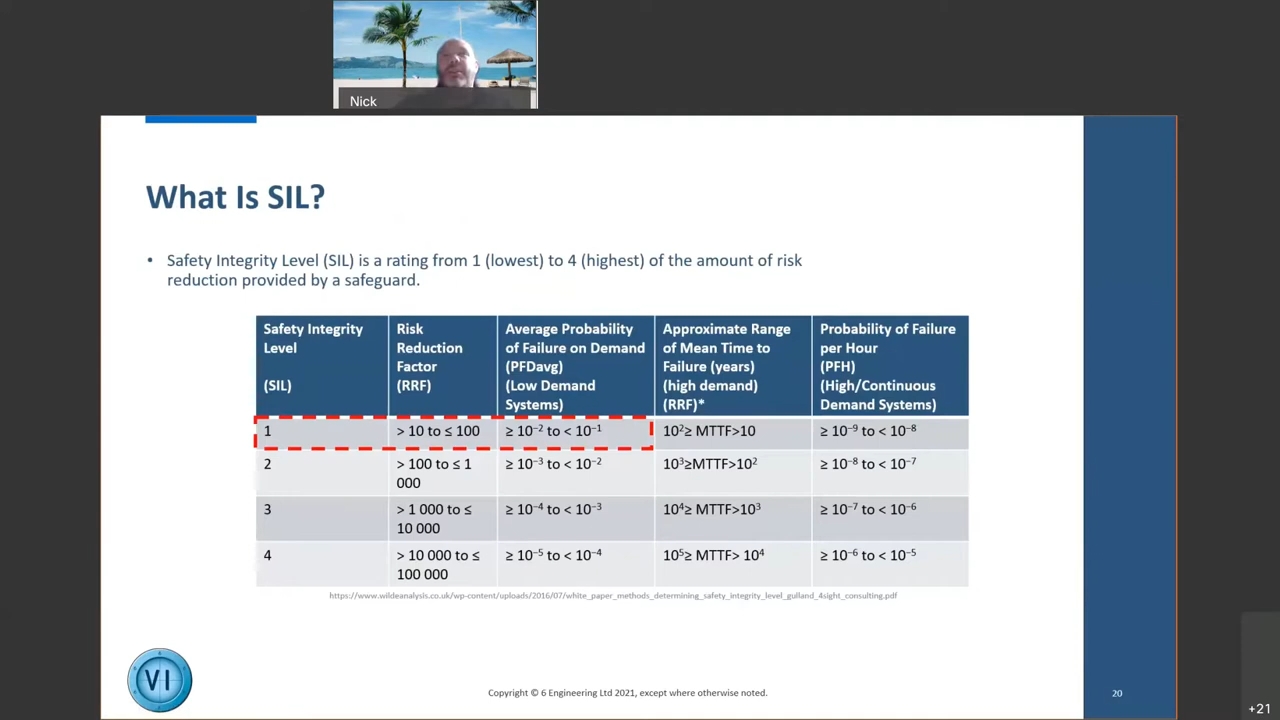 Nick
What Is SIL?
• Safety Integrity Level (SIL) is a rating from 1 (lowest) to 4 (highest) of the amount of risk
reduction provided by a safeguard.
Safety Integrity
Level
(SIL)
Risk
Reduction
Factor
(RRF)
Average Probability
of Failure on Demand
(PFDavg)
(Low Demand
Systems)
Approximate Range
of Mean Time to
Failure (years)
(high demand)
(RRF)*
Probability of Failure
per Hour
(PFH)
(High/Continuous
Demand Systems)
1
> 10 to ≤ 100
≥ 10⁻² to < 10⁻¹
10²≥ MTTF>10
≥ 10⁻⁹ to < 10⁻⁸
2
> 100 to ≤ 1
000
≥ 10⁻³ to < 10⁻²
10³≥MTTF>10²
≥ 10⁻⁸ to < 10⁻⁷
3
> 1 000 to ≤
10 000
≥ 10⁻⁴ to < 10⁻³
10⁴≥ MTTF>10³
≥ 10⁻⁷ to < 10⁻⁶
4
> 10 000 to ≤
100 000
≥ 10⁻⁵ to < 10⁻⁴
10⁵≥ MTTF> 10⁴
≥ 10⁻⁶ to < 10⁻⁵
https://www.wildeanalysis.co.uk/wp-content/uploads/2016/07/white_paper_methods_determining_safety_integrity_level_gulland_4sight_consulting.pdf
VI
Copyright © 6 Engineering Ltd 2021, except where otherwise noted.
20
+21